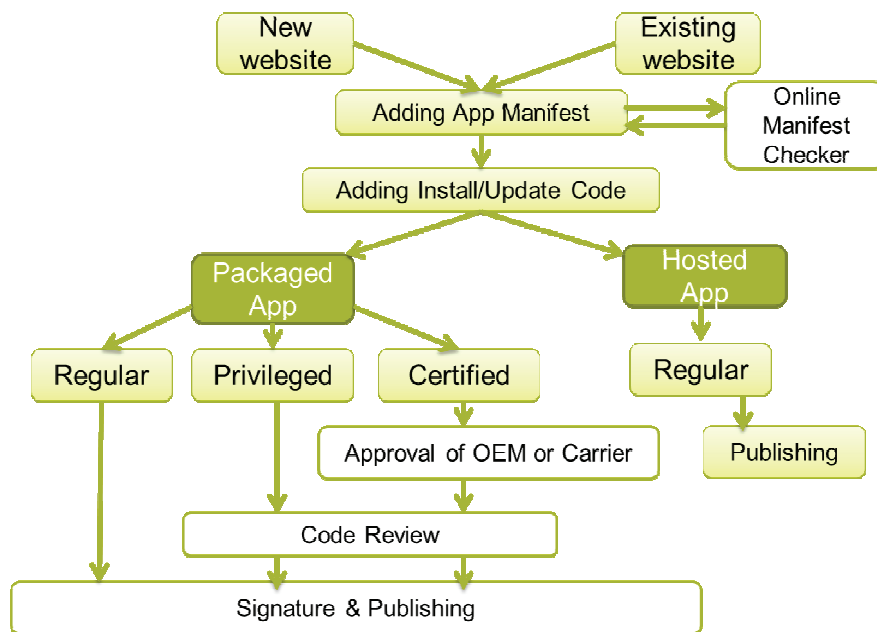 New
website
Existing
website
Adding App Manifest
Online
Manifest
Checker
Adding Install/Update Code
Packaged
App
Hosted
App
Regular
Privileged
Certified
Regular
Approval of OEM or Carrier
Publishing
Code Review
Signature & Publishing